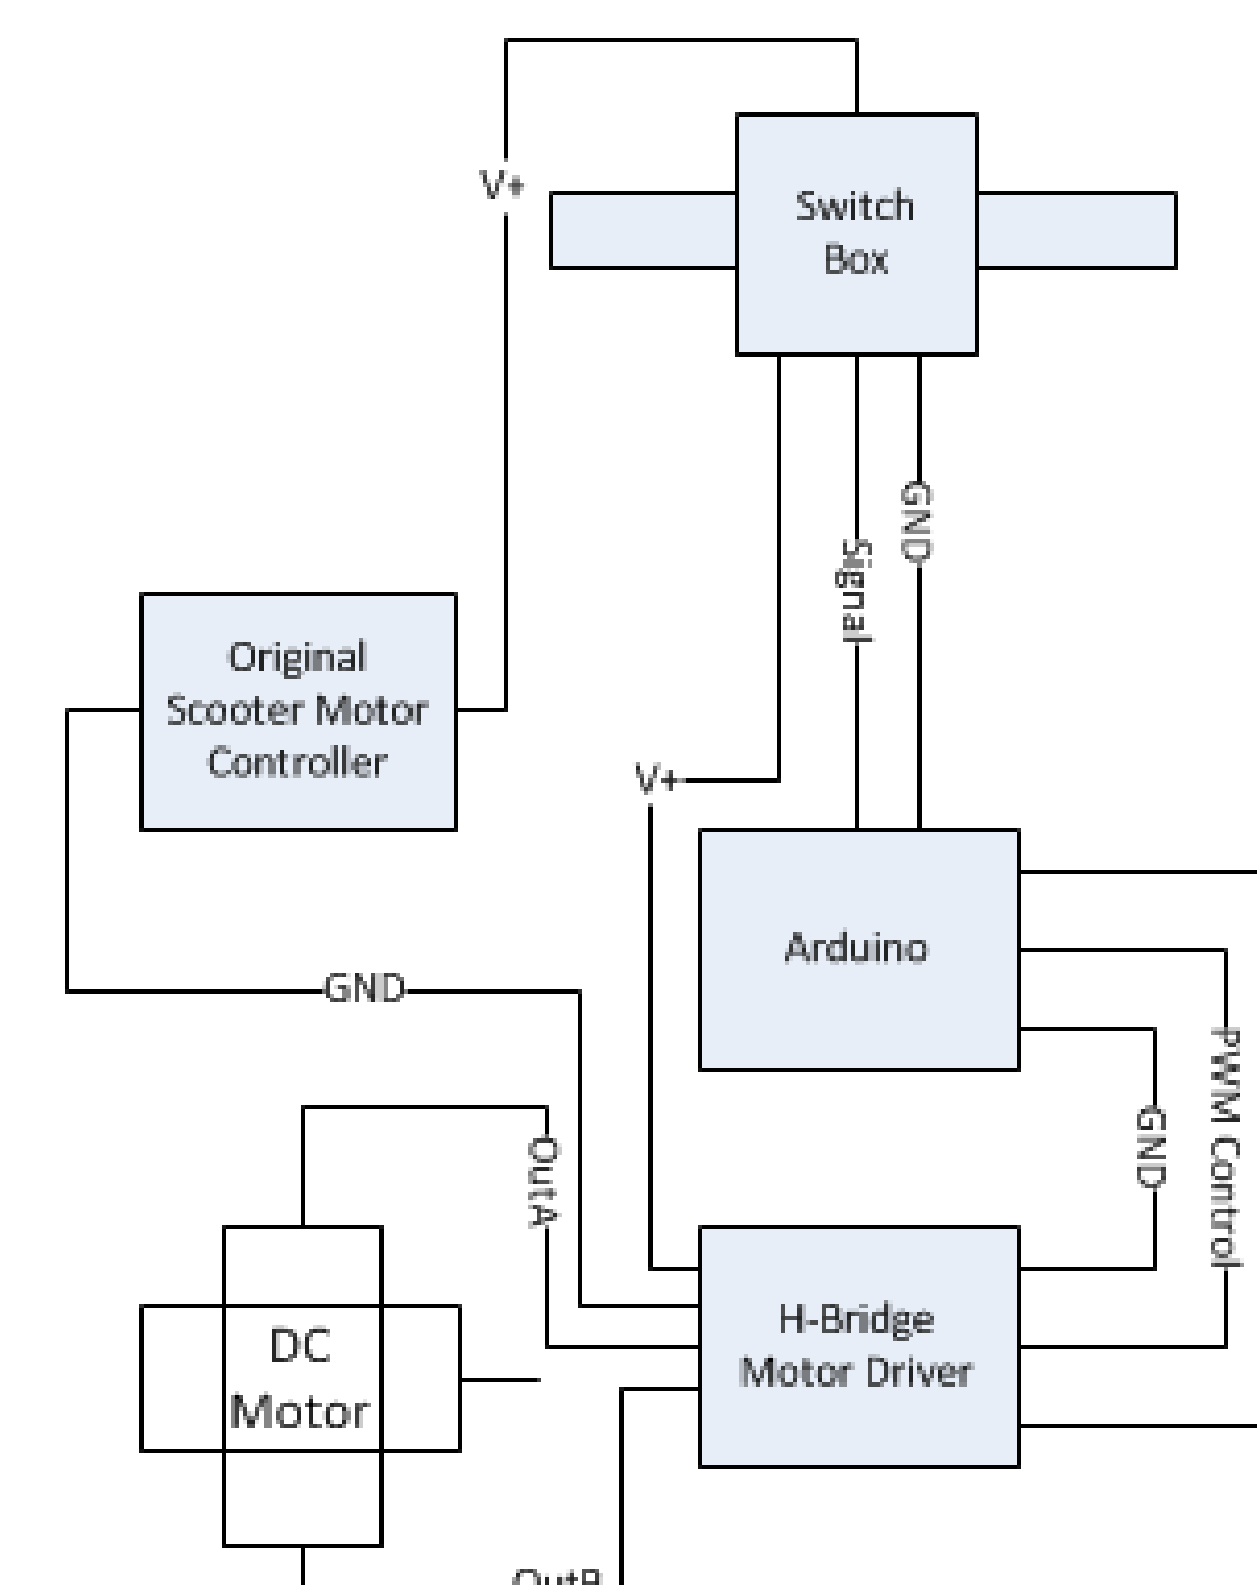 V+
Switch
Box
GND
Signal
Original
Scooter Motor
Controller
V+
Arduino
GND
PWM Control
GND
OutA
H-Bridge
Motor Driver
DC
Motor
OutB